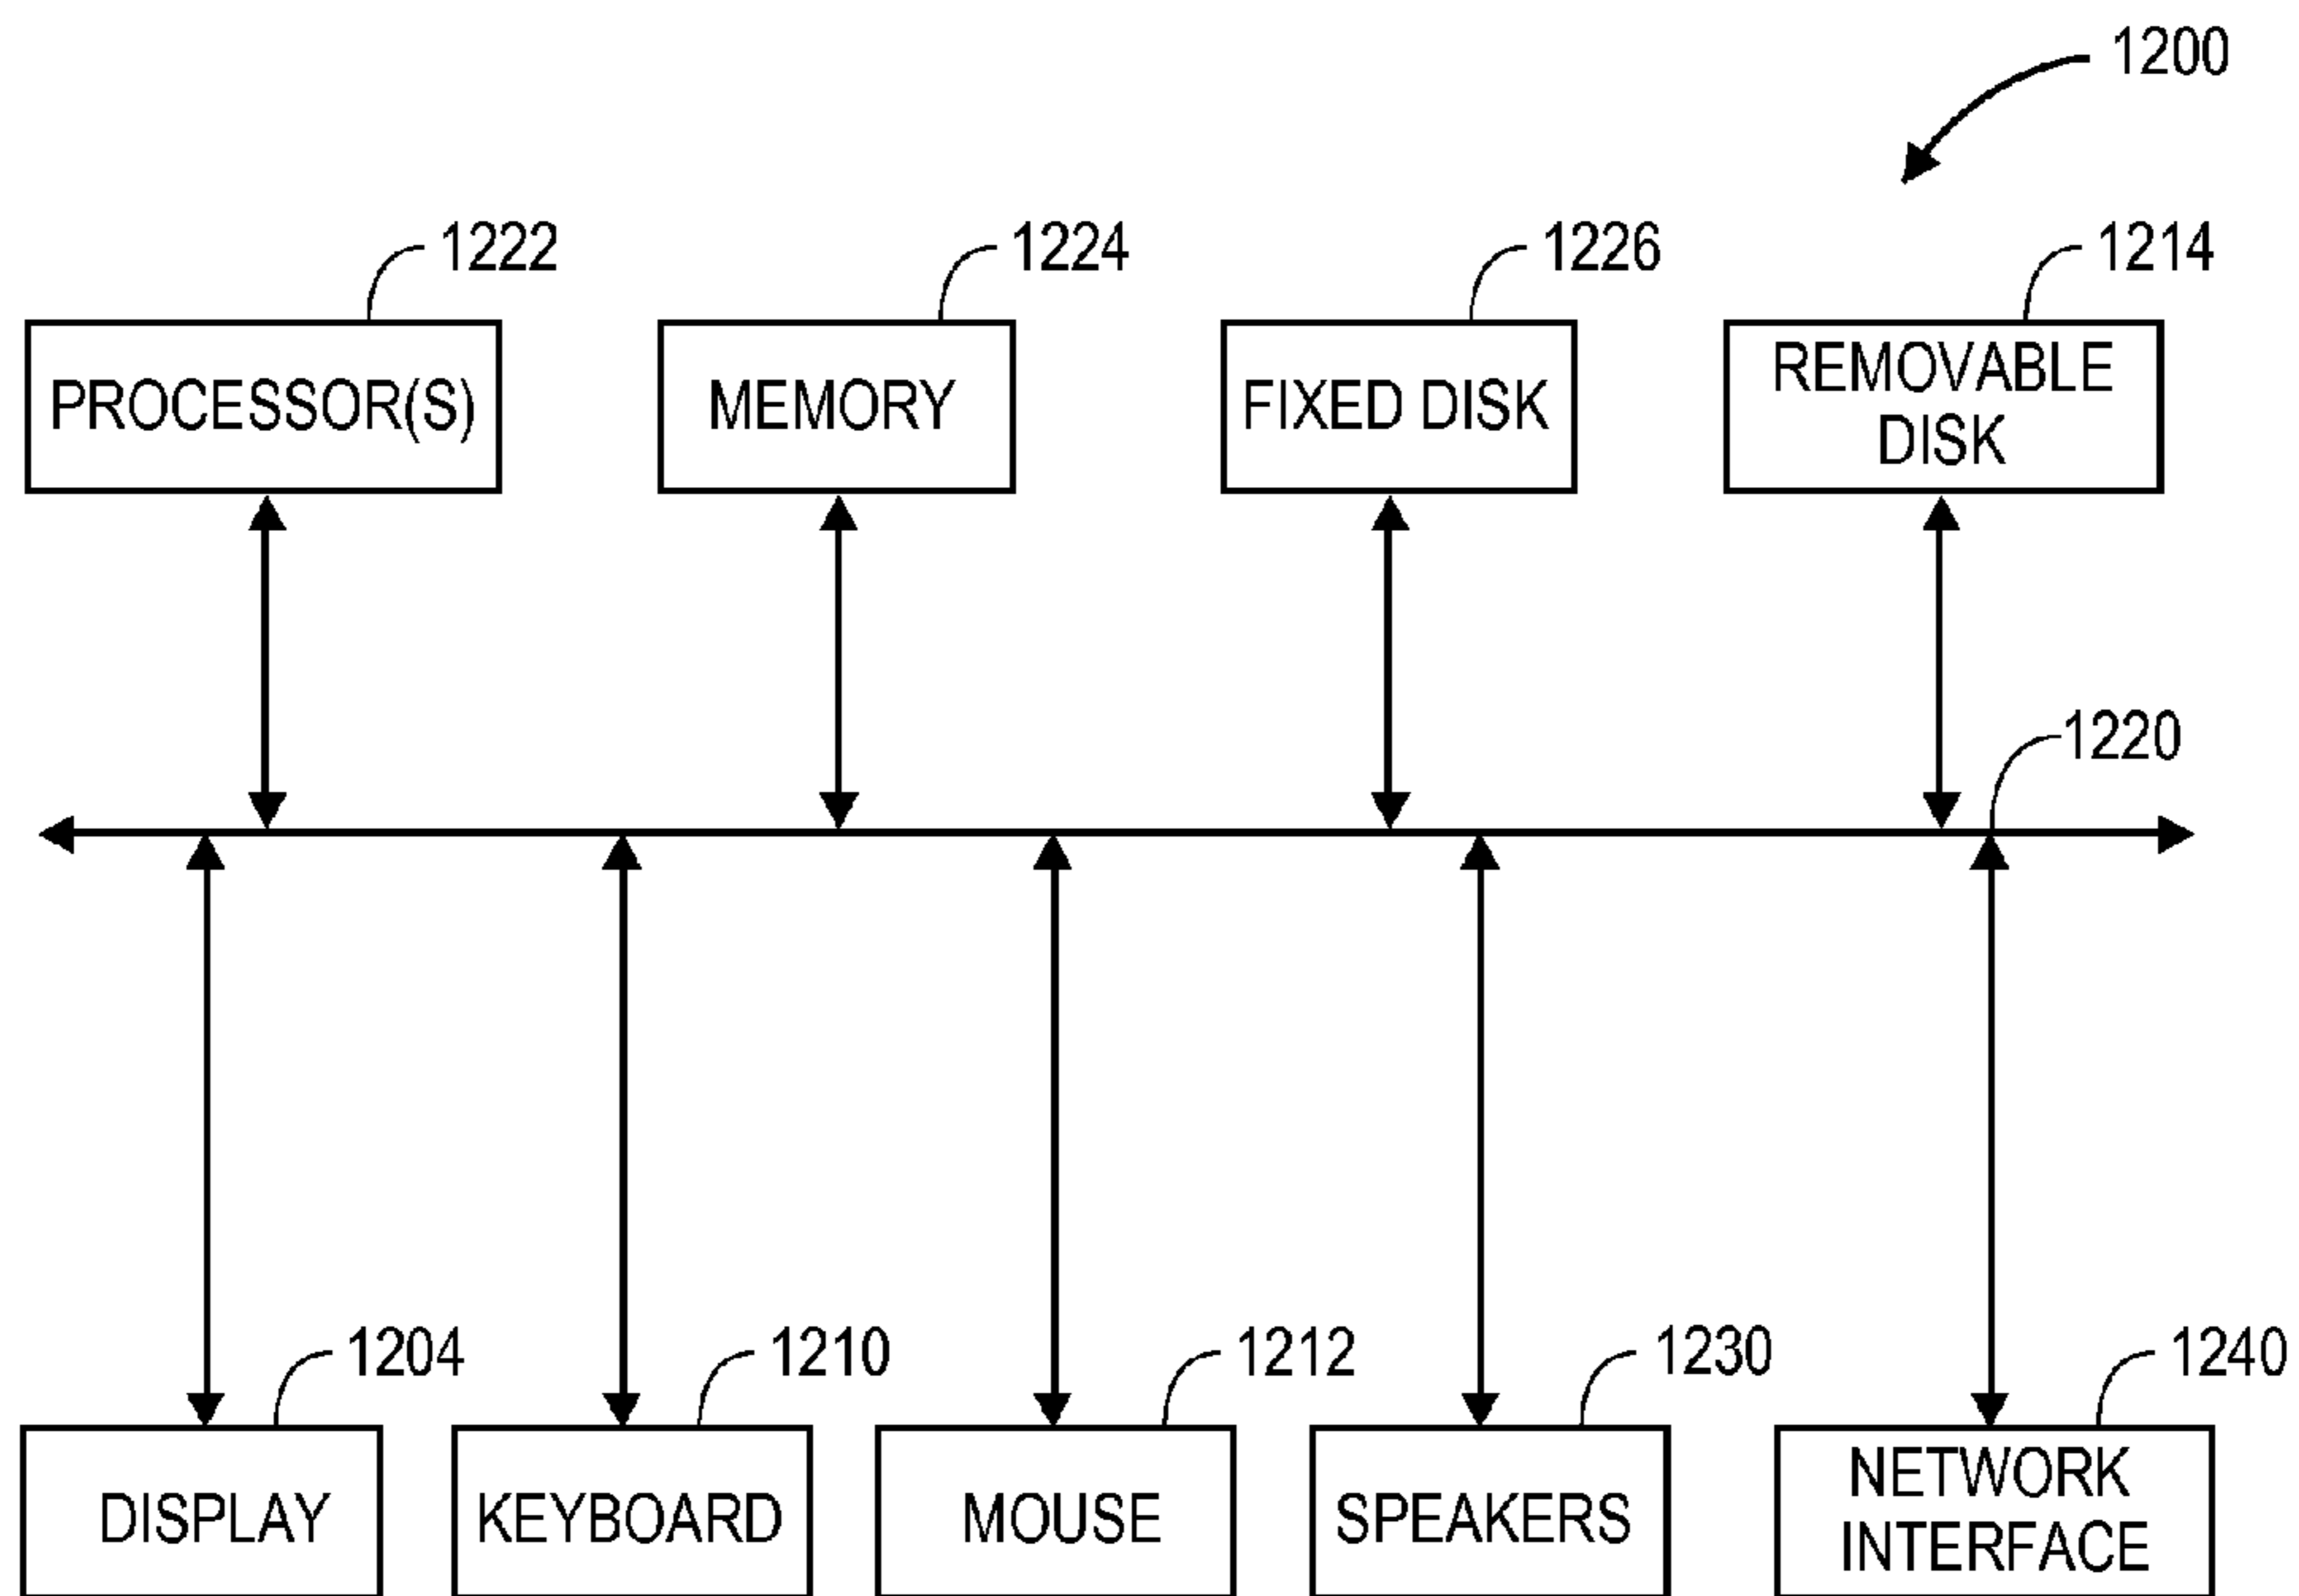 1200
1222
1224
1226
1214
PROCESSOR(S)
MEMORY
FIXED DISK
REMOVABLE
DISK
1220
1204
1210
1212
1230
1240
DISPLAY
KEYBOARD
MOUSE
SPEAKERS
NETWORK
INTERFACE